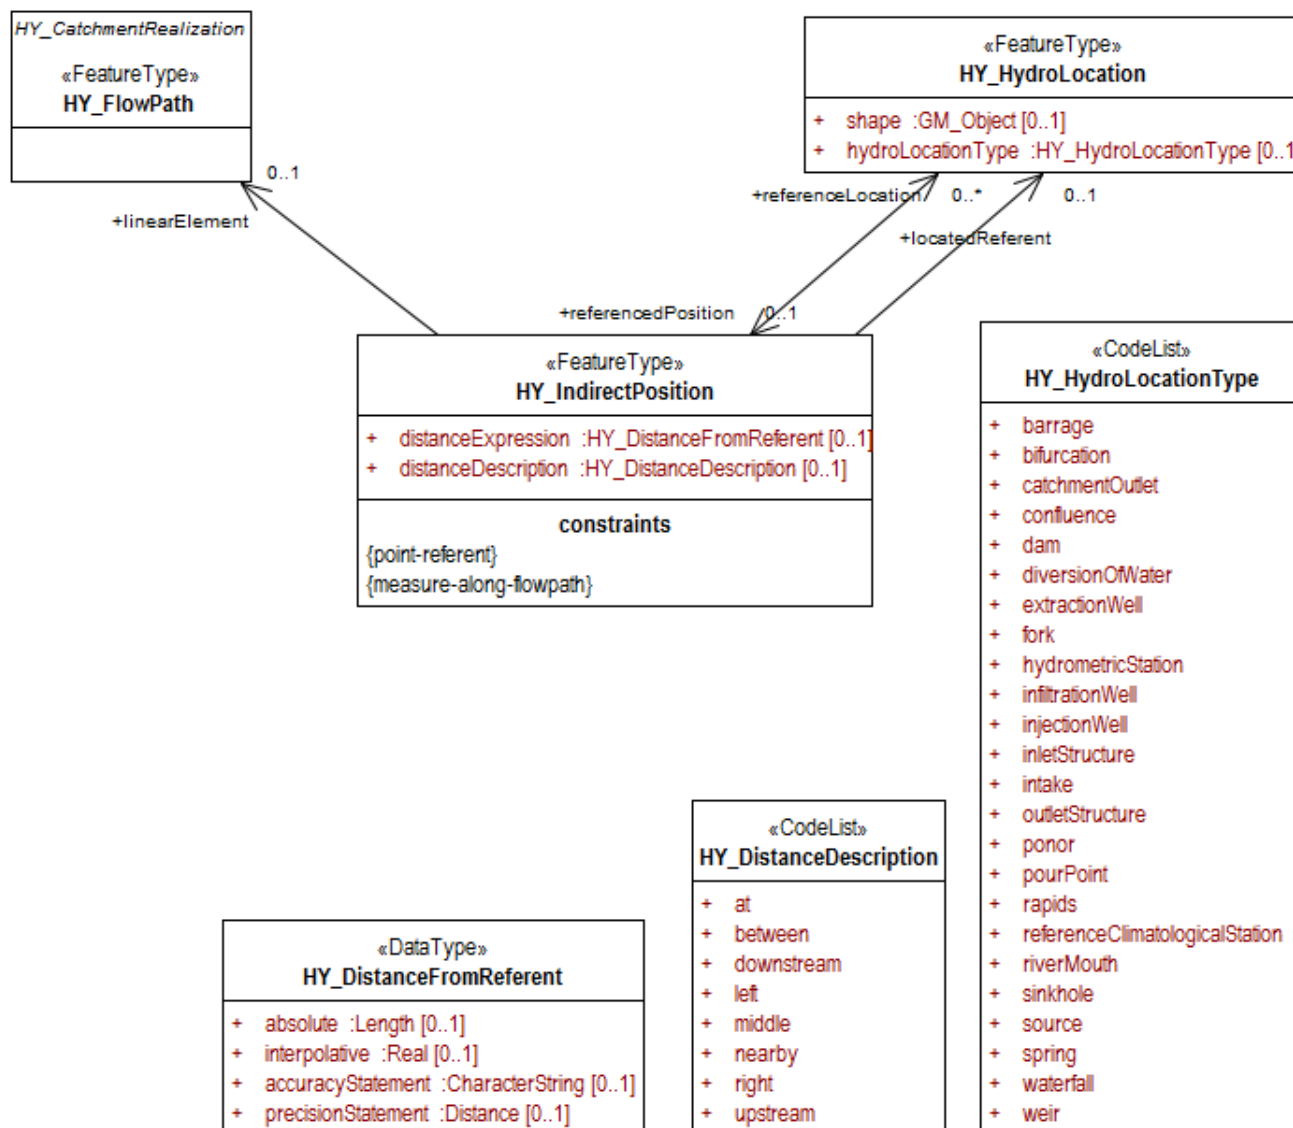 HY_CatchmentRealization
«FeatureType»
HY_FlowPath
0..1
+linearElement
«FeatureType»
HY_HydroLocation
+ shape :GM_Object [0..1]
+ hydroLocationType :HY_HydroLocationType [0..1
+referenceLocation
0..*
0..1
+locatedReferent
+referencedPosition
0..1
«FeatureType»
HY_IndirectPosition
+ distanceExpression :HY_DistanceFromReferent [0..1]
+ distanceDescription :HY_DistanceDescription [0..1]
constraints
{point-referent}
{measure-along-flowpath}
«CodeList»
HY_HydroLocationType
+ barrage
+ bifurcation
+ catchmentOutlet
+ confluence
+ dam
+ diversionOfWater
+ extractionWell
+ fork
+ hydrometricStation
+ infiltrationWell
+ injectionWell
+ inletStructure
+ intake
+ outletStructure
+ ponor
+ pourPoint
+ rapids
+ referenceClimatologicalStation
+ riverMouth
+ sinkhole
+ source
+ spring
+ waterfall
+ weir
«CodeList»
HY_DistanceDescription
+ at
+ between
+ downstream
+ left
+ middle
+ nearby
+ right
+ upstream
«DataType»
HY_DistanceFromReferent
+ absolute :Length [0..1]
+ interpolative :Real [0..1]
+ accuracyStatement :CharacterString [0..1]
+ precisionStatement :Distance [0..1]